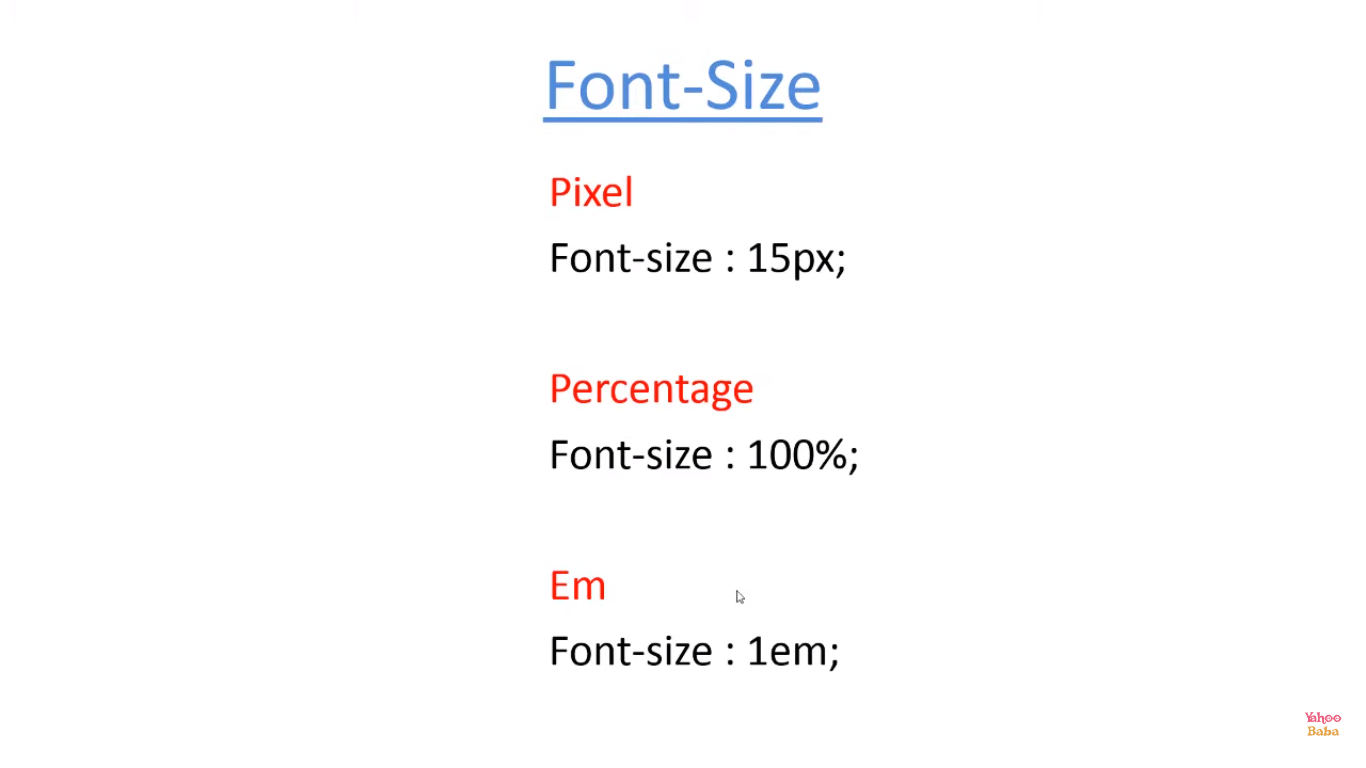 Font-Size
Pixel
Font-size : 15px;
Percentage
Font-size : 100%;
Em
Font-size : 1em;
Yahoo
Baba